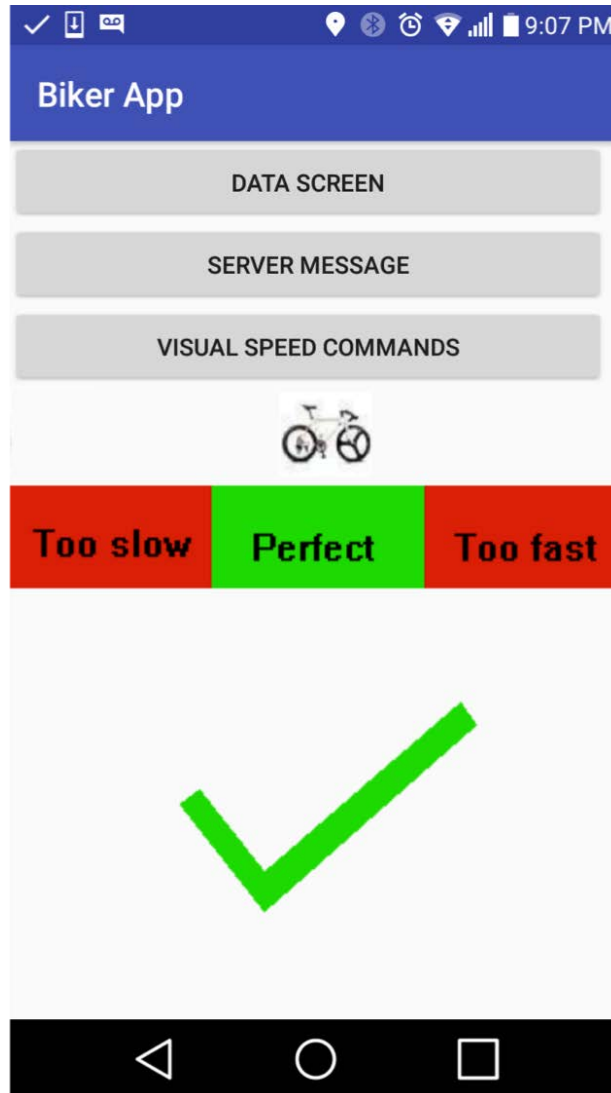 9:07 PM
Biker App
DATA SCREEN
SERVER MESSAGE
VISUAL SPEED COMMANDS
Too slow Perfect Too fast